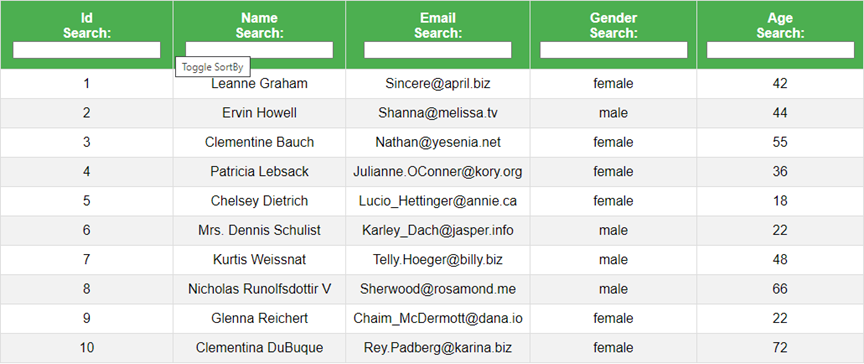 Id Name Email Gender Age
Search: Search: Search: Search: Search:
Toggle SortBy
1 Leanne Graham Sincere@april.biz female 42
2 Ervin Howell Shanna@melissa.tv male 44
3 Clementine Bauch Nathan@yesenia.net female 55
4 Patricia Lebsack Julianne.OConner@kory.org female 36
5 Chelsey Dietrich Lucio_Hettinger@annie.ca female 18
6 Mrs. Dennis Schulist Karley_Dach@jasper.info male 22
7 Kurtis Weissnat Telly.Hoeger@billy.biz male 48
8 Nicholas Runolfsdottir V Sherwood@rosamond.me male 66
9 Glenna Reichert Chaim_McDermott@dana.io female 22
10 Clementina DuBuque Rey.Padberg@karina.biz female 72